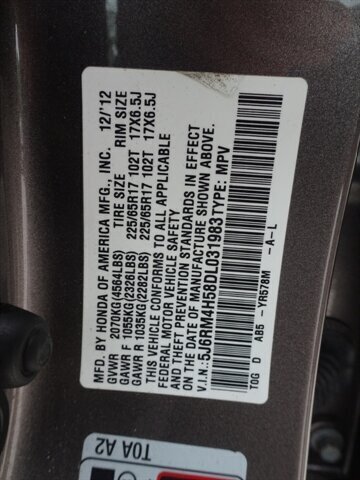 MFD. BY HONDA OF AMERICA MFG., INC. 12/'12
TIRE SIZE RIM SIZE
GVWR 2070KG(4564LBS)
GAWR F 1055KG(2326LBS) 225/65R17 102T 17X6.5J
GAWR R 1035KG(2282LBS) 225/65R17 102T 17X6.5J
THIS VEHICLE CONFORMS TO ALL APPLICABLE
FEDERAL MOTOR VEHICLE SAFETY
AND THEFT PREVENTION STANDARDS IN EFFECT
ON THE DATE OF MANUFACTURE SHOWN ABOVE.
V.I.N.: 5J6RM4H58DL031983 TYPE: MPV
TOG D AB5 -YR578M -A-L
TOA A2